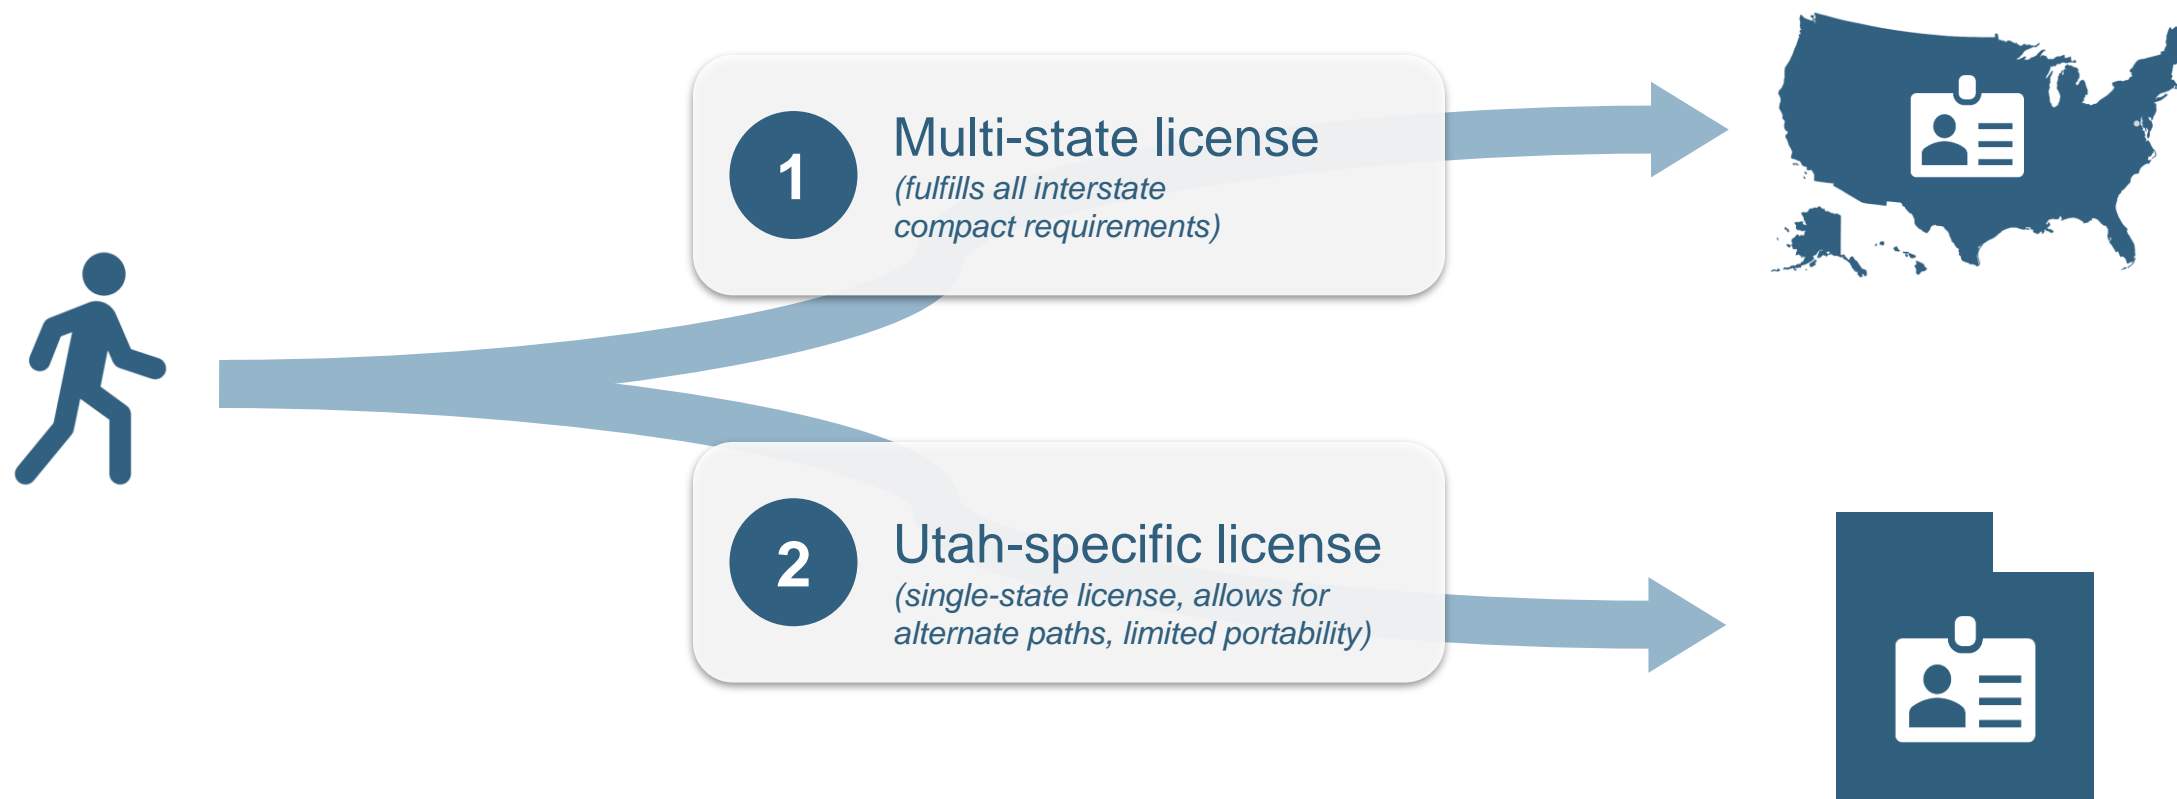 1
Multi-state license
(fulfills all interstate
compact requirements)
2
Utah-specific license
(single-state license, allows for
alternate paths, limited portability)